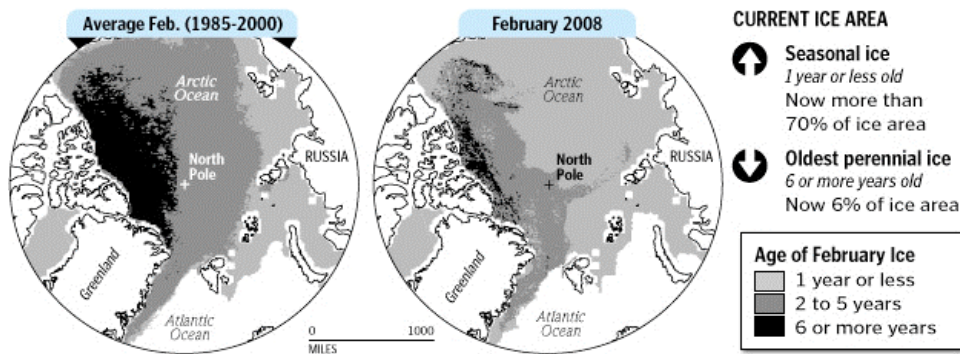 Average Feb. (1985-2000)
Arctic
Ocean
North
Pole
RUSSIA
Greenland
Atlantic
Ocean
0 1000
MILES
February 2008
Arctic
Ocean
North
Pole
RUSSIA
Greenland
Atlantic
Ocean
CURRENT ICE AREA
Seasonal ice
1 year or less old
Now more than
70% of ice area
Oldest perennial ice
6 or more years old
Now 6% of ice area
Age of February Ice
1 year or less
2 to 5 years
6 or more years